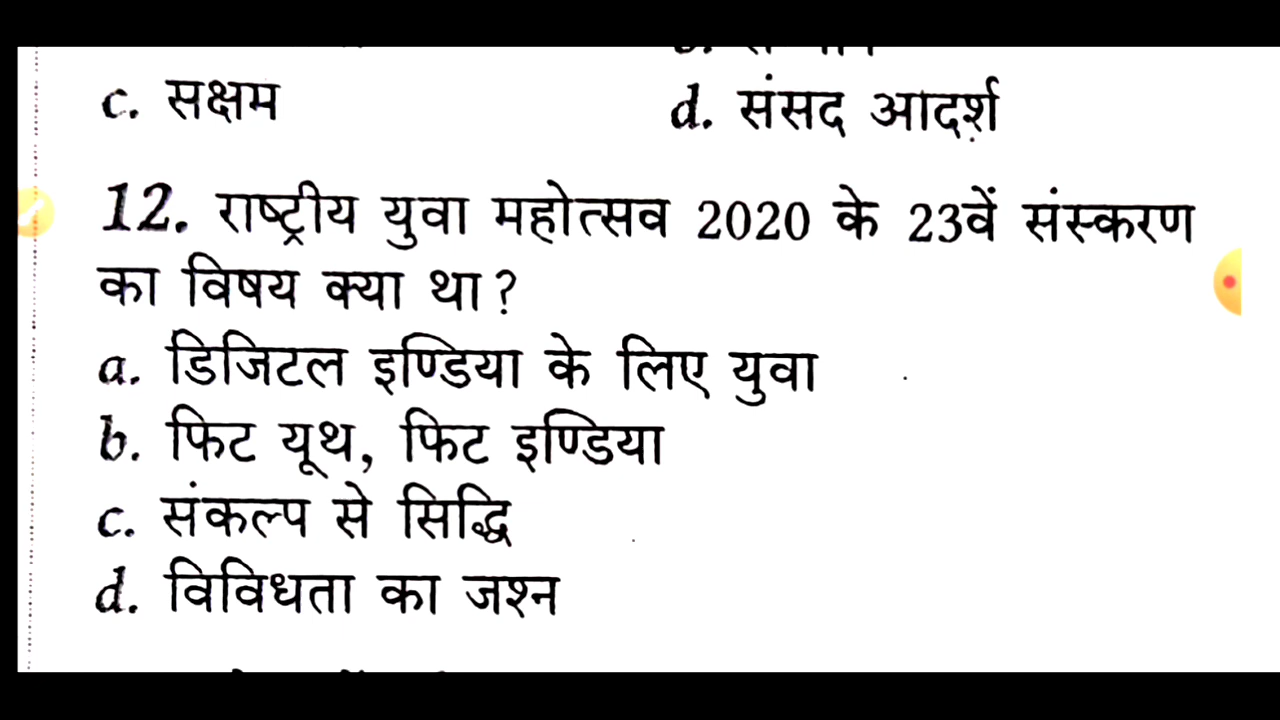 c. सक्षम d. संसद आदर्श
12. राष्ट्रीय युवा महोत्सव 2020 के 23वें संस्करण
का विषय क्या था?
a. डिजिटल इण्डिया के लिए युवा
b. फिट यूथ, फिट इण्डिया
c. संकल्प से सिद्धि
d. विविधता का जश्न